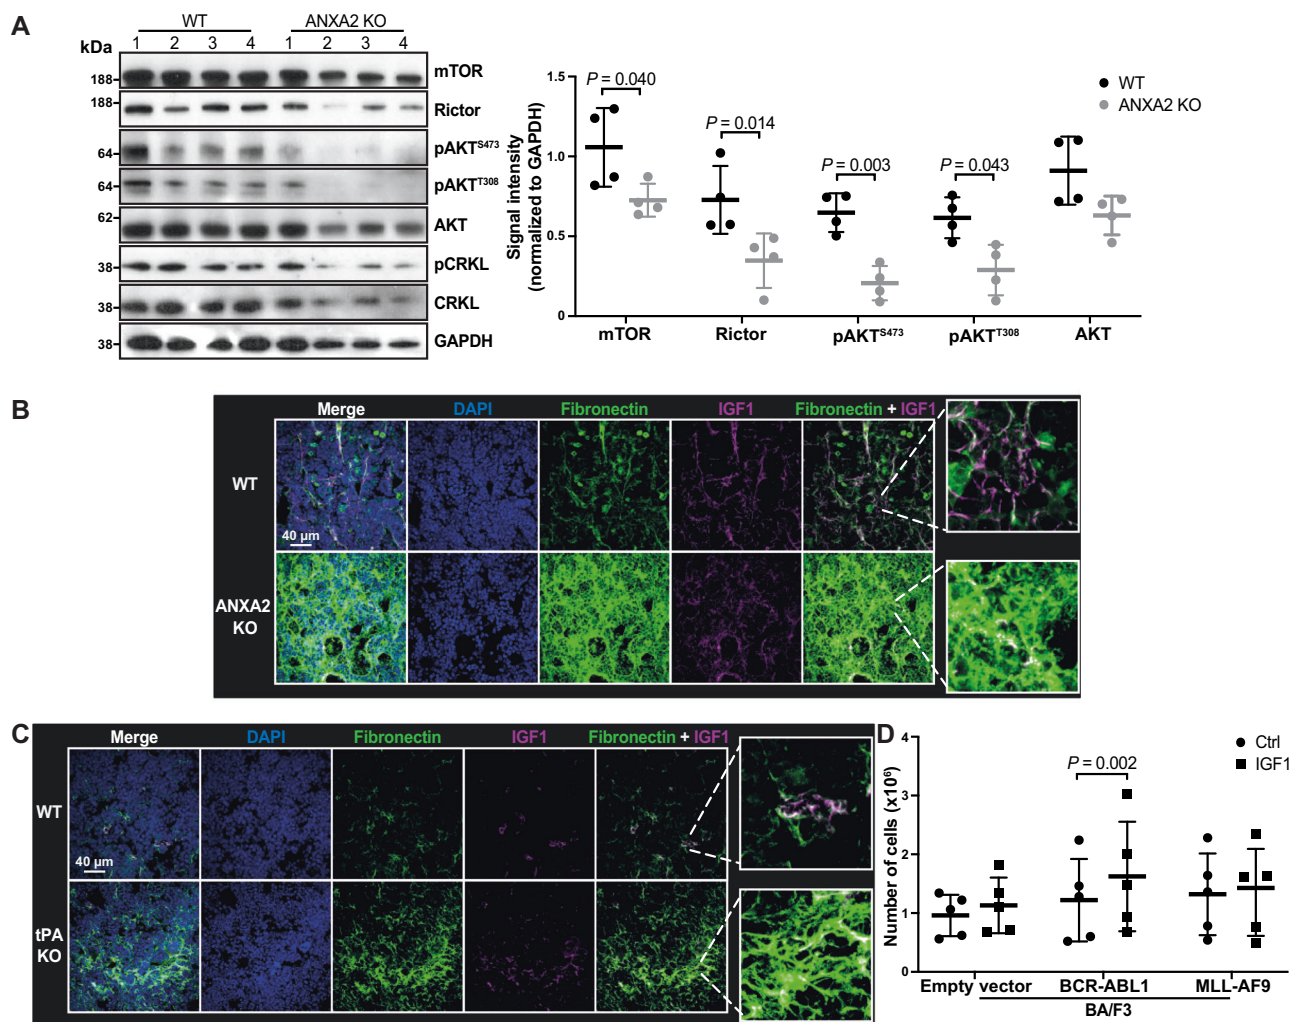 A
WT ANXA2 KO
kDa 1 2 3 4 1 2 3 4
188 mTOR
188 Rictor
64 pAKTS473
64 pAKTT308
62 AKT
38 pCRKL
38 CRKL
38 GAPDH
Signal intensity
(normalized to GAPDH)
1.5
1.0
0.5
0
P = 0.040
P = 0.014
P = 0.003
P = 0.043
WT
ANXA2 KO
mTOR Rictor pAKTS473 pAKTT308 AKT
B
Merge DAPI Fibronectin IGF1 Fibronectin + IGF1
WT
40 µm
ANXA2
KO
C
Merge DAPI Fibronectin IGF1 Fibronectin + IGF1
WT
40 µm
tPA
KO
D
Number of cells (x10⁶)
4
3
2
1
0
P = 0.002
Ctrl
IGF1
Empty vector BCR-ABL1 MLL-AF9
BA/F3